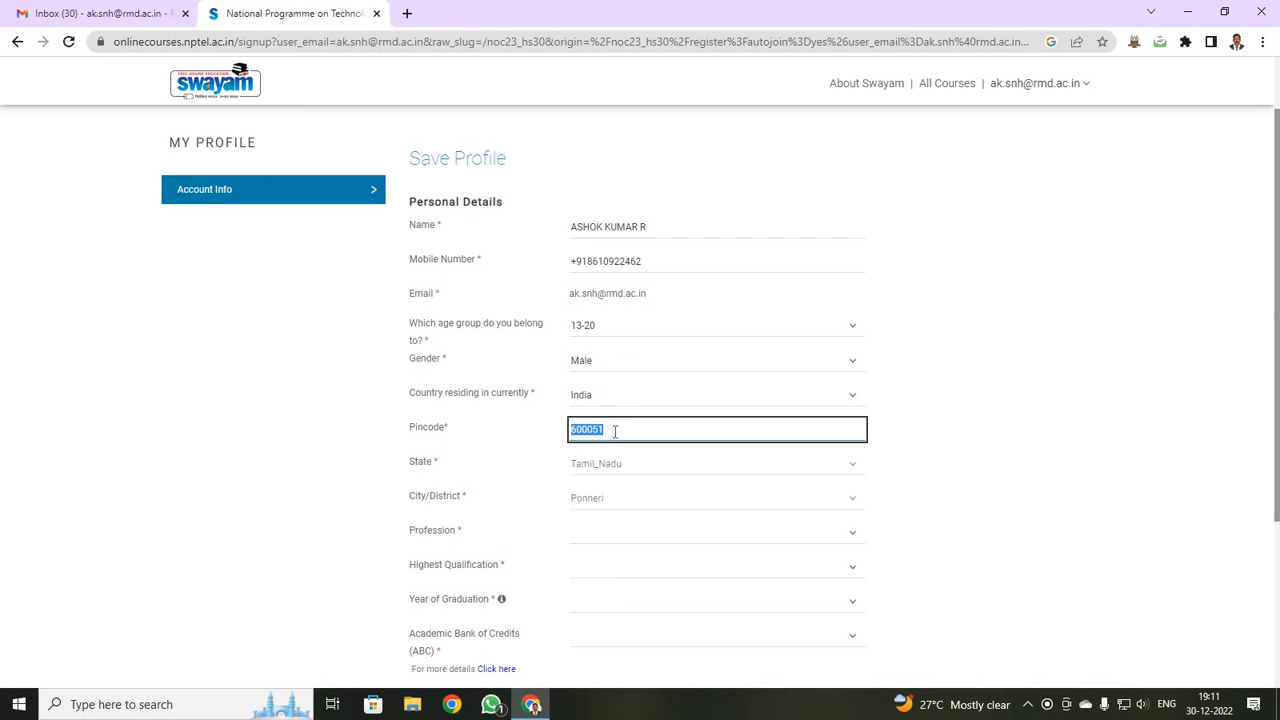 Inbox (30) - ak.sn@rmd.ac.in - R
National Programme on Technolo
onlinecourses.nptel.ac.in/signup?user_email=ak.snh@rmd.ac.in&raw_slug=/noc23_hs30&origin=%2Fnoc23_hs30%2Fregister%3Fautojoin%3Dyes%26user_email%3Dak.snh%40rmd.ac.in...
FREE ONLINE EDUCATION
swayam
About Swayam | All Courses | ak.snh@rmd.ac.in
MY PROFILE
Account Info
Save Profile
Personal Details
Name * ASHOK KUMAR R
Mobile Number * +918610922462
Email * ak.snh@rmd.ac.in
Which age group do you belong to? * 13-20
Gender * Male
Country residing in currently * India
Pincode* 600051
State * Tamil_Nadu
City/District * Ponneri
Profession *
Highest Qualification *
Year of Graduation *
Academic Bank of Credits
(ABC) *
For more details Click here
Type here to search
1
27°C Mostly clear
ENG
19:11
30-12-2022